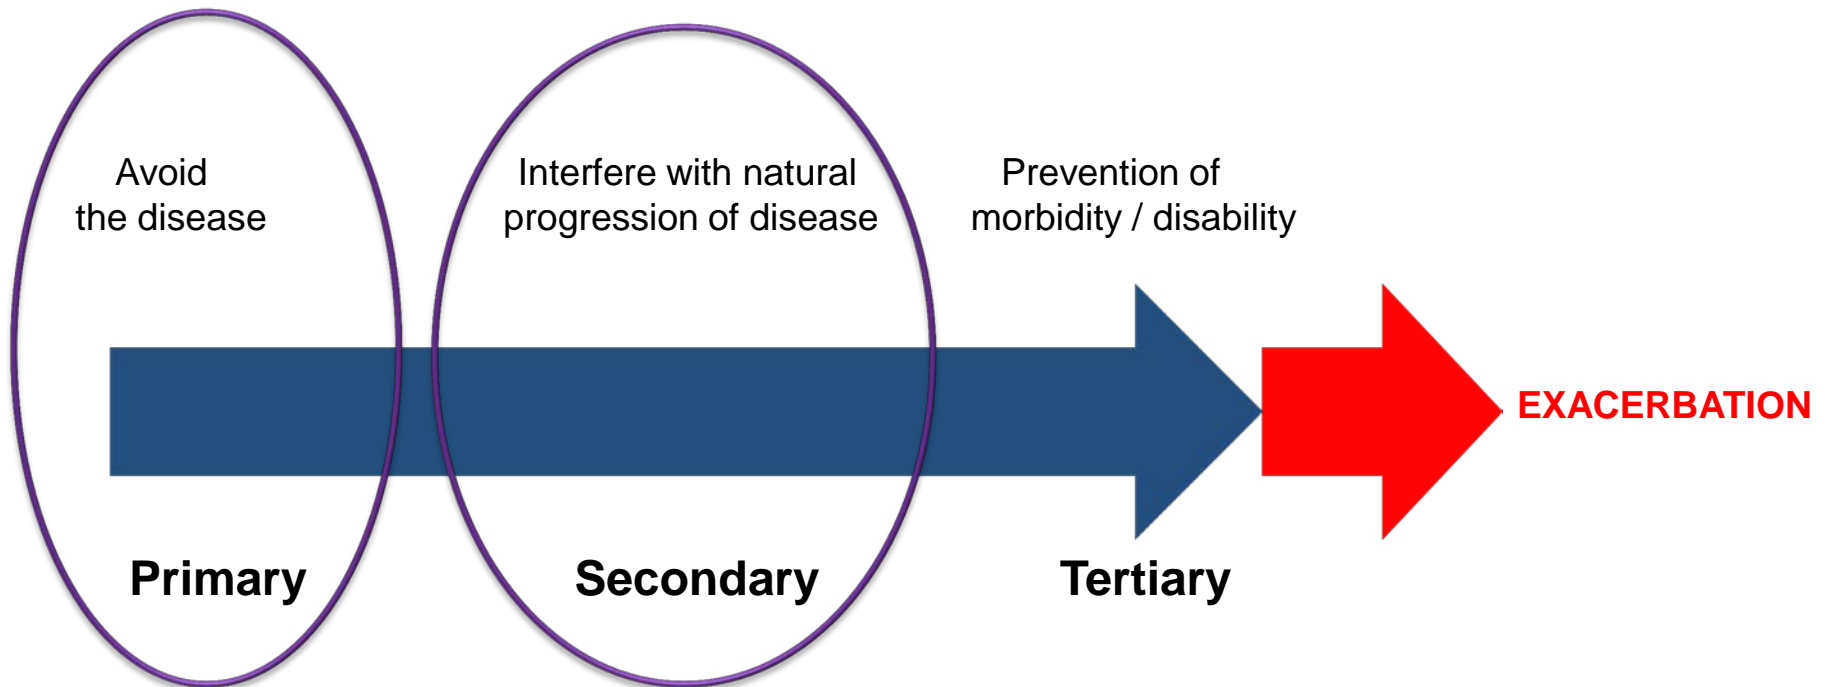 Avoid
the disease
Interfere with natural
progression of disease
Prevention of
morbidity / disability
EXACERBATION
Primary
Secondary
Tertiary